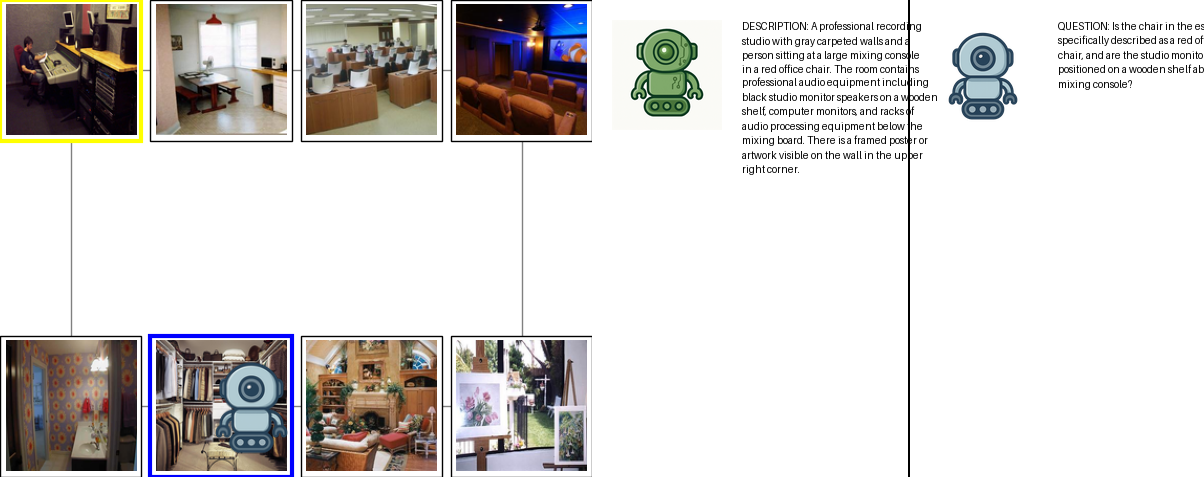 DESCRIPTION: A professional recording
studio with gray carpeted walls and a
person sitting at a large mixing console
in a red office chair. The room contains
professional audio equipment including
black studio monitor speakers on a wooden
shelf, computer monitors, and racks of
audio processing equipment below the
mixing board. There is a framed poster or
artwork visible on the wall in the upper
right corner.
QUESTION: Is the chair in the es
specifically described as a red of
chair, and are the studio monito
positioned on a wooden shelf ab
mixing console?